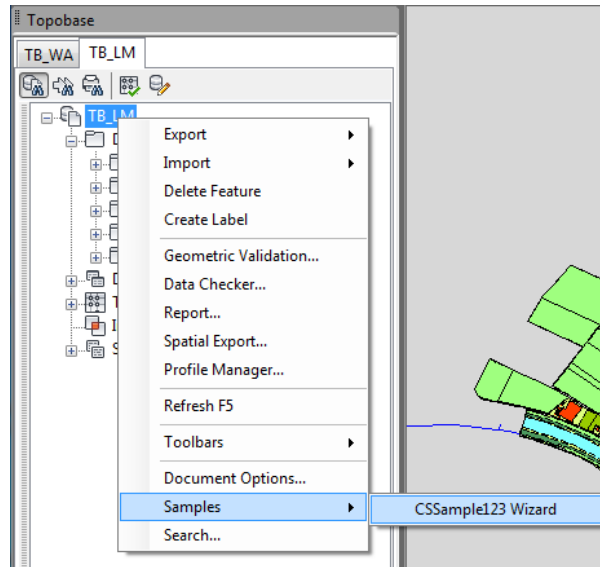 Topobase
TB_WA TB_LM
TB_LM
Export
Import
Delete Feature
Create Label
Geometric Validation...
Data Checker...
Report...
Spatial Export...
Profile Manager...
Refresh F5
Toolbars
Document Options...
Samples
CSSample123 Wizard
Search...